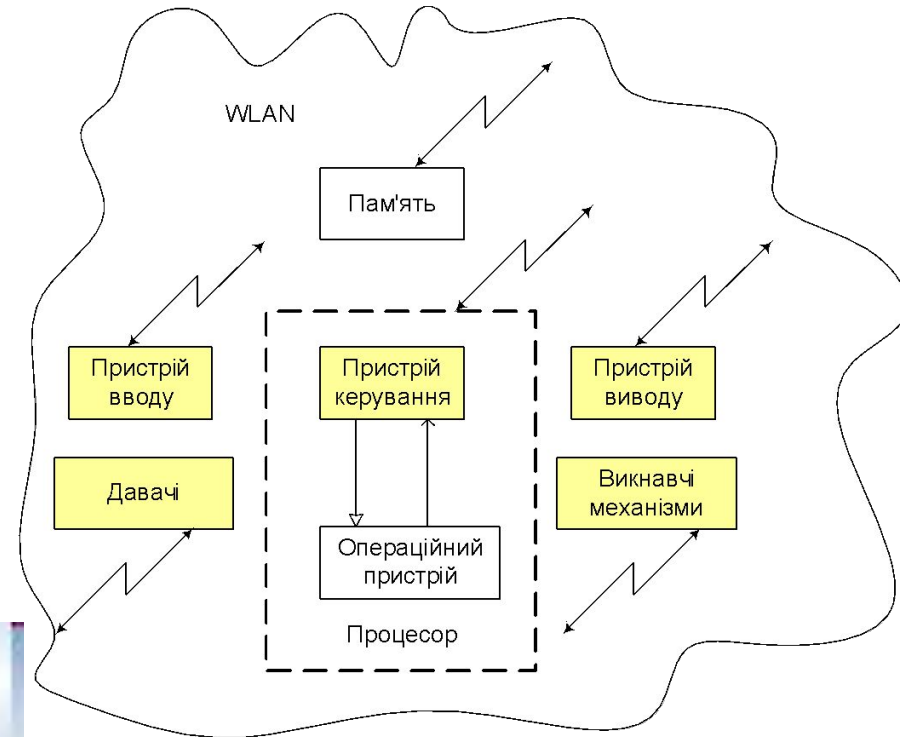 WLAN
Пам'ять
Пристрій
вводу
Пристрій
керування
Пристрій
виводу
Давачі
Викнавчі
механізми
Операційний
пристрій
Процесор